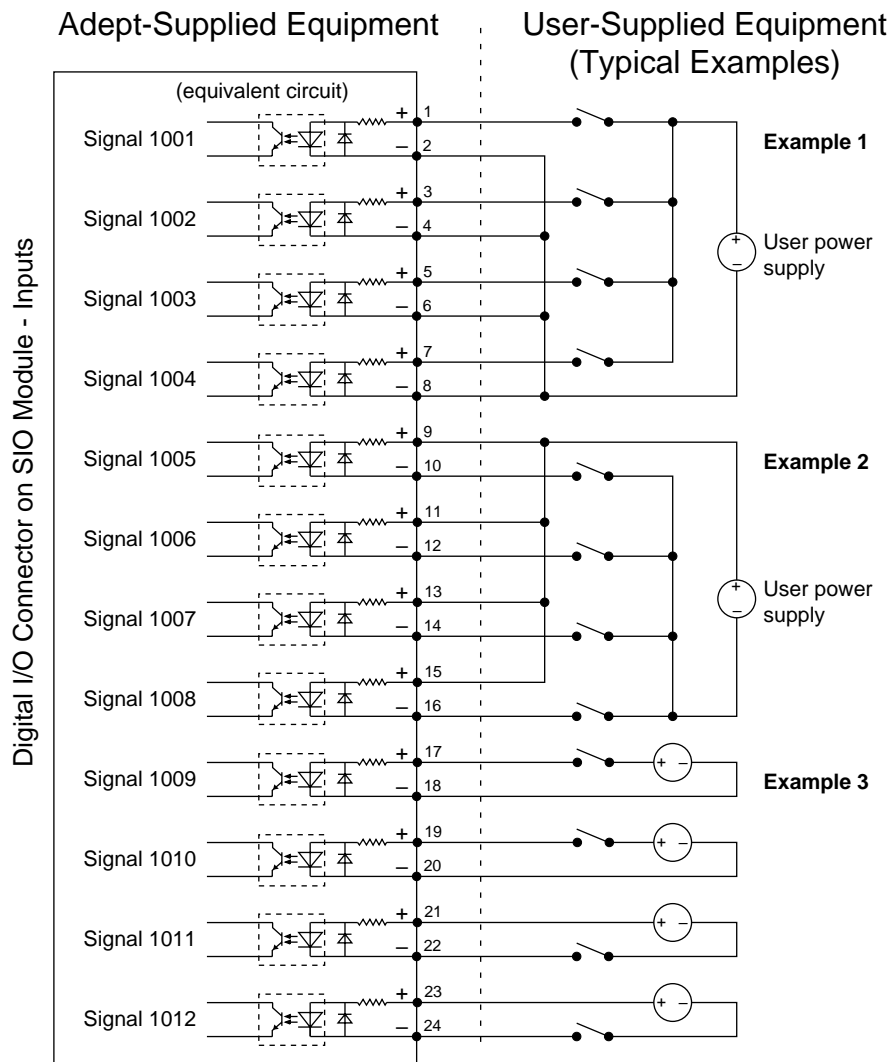 Adept-Supplied Equipment
User-Supplied Equipment
(Typical Examples)
(equivalent circuit)
Digital I/O Connector on SIO Module - Inputs
Signal 1001
+ 1
– 2
Example 1
Signal 1002
+ 3
– 4
+
–
User power
supply
Signal 1003
+ 5
– 6
Signal 1004
+ 7
– 8
Signal 1005
+ 9
– 10
Example 2
Signal 1006
+ 11
– 12
+
–
User power
supply
Signal 1007
+ 13
– 14
Signal 1008
+ 15
– 16
Signal 1009
+ 17
– 18
+ –
Example 3
Signal 1010
+ 19
– 20
+ –
Signal 1011
+ 21
– 22
+ –
Signal 1012
+ 23
– 24
+ –